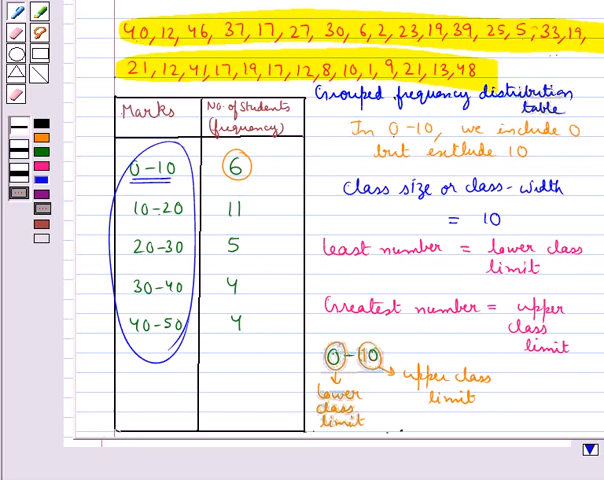 40, 12, 46, 37, 17, 27, 30, 6, 2, 23, 19, 39, 25, 5, 33, 19,
21, 12, 41, 17, 19, 17, 12, 8, 10, 1, 9, 21, 13, 48
Marks
No. of Students
(frequency)
0-10 6
10-20 11
20-30 5
30-40 4
40-50 4
Grouped frequency distribution
table
In 0-10, we include 0
but exclude 10
Class size or class-width
= 10
Least number = lower class
limit
Greatest number = upper
class
limit
0-10
upper class
limit
lower
class
limit